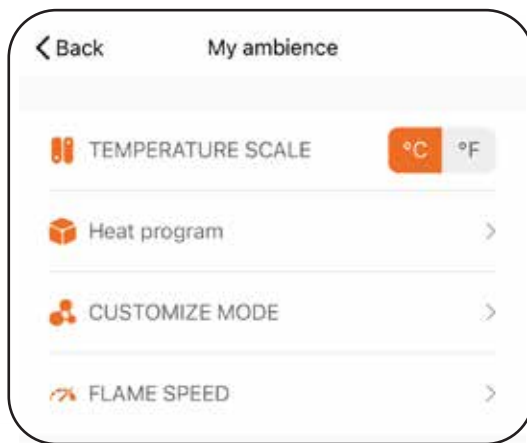 Back My ambience
TEMPERATURE SCALE °C °F
Heat program
CUSTOMIZE MODE
FLAME SPEED